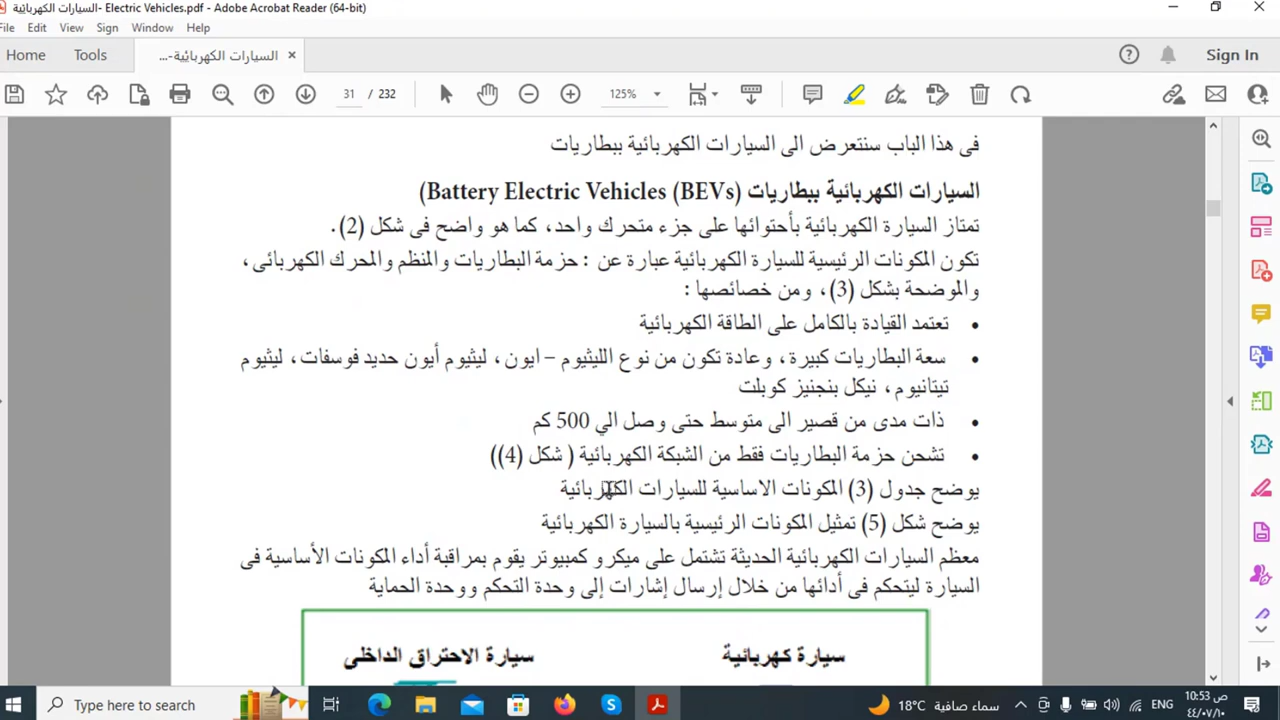 السيارات الكهربائية- Electric Vehicles.pdf - Adobe Acrobat Reader (64-bit)
File Edit View Sign Window Help
Home Tools السيارات الكهربائية-... × Sign In
31 / 232 125%
فى هذا الباب سنتعرض الى السيارات الكهربائية ببطاريات
السيارات الكهربائية ببطاريات (Battery Electric Vehicles (BEVs)
تمتاز السيارة الكهربائية بأحتوائها على جزء متحرك واحد، كما هو واضح فى شكل (2).
تكون المكونات الرئيسية للسيارة الكهربائية عبارة عن : حزمة البطاريات والمنظم والمحرك الكهربائى ،
والموضحة بشكل (3)، ومن خصائصها :
• تعتمد القيادة بالكامل على الطاقة الكهربائية
• سعة البطاريات كبيرة، وعادة تكون من نوع الليثيوم – ايون، ليثيوم أيون حديد فوسفات، ليثيوم
تيتانيوم، نيكل بنجنيز كوبلت
• ذات مدى من قصير الى متوسط حتى وصل الي 500 كم
• تشحن حزمة البطاريات فقط من الشبكة الكهربائية ( شكل (4))
يوضح جدول (3) المكونات الاساسية للسيارات الكهربائية
يوضح شكل (5) تمثيل المكونات الرئيسية بالسيارة الكهربائية
معظم السيارات الكهربائية الحديثة تشتمل على ميكرو كمبيوتر يقوم بمراقبة أداء المكونات الأساسية فى
السيارة ليتحكم فى أدائها من خلال إرسال إشارات إلى وحدة التحكم ووحدة الحماية
سيارة كهربائية سيارة الاحتراق الداخلى
Type here to search 18°C سماء صافية ENG 10:53 ص
٤٤/٠٧/١٠